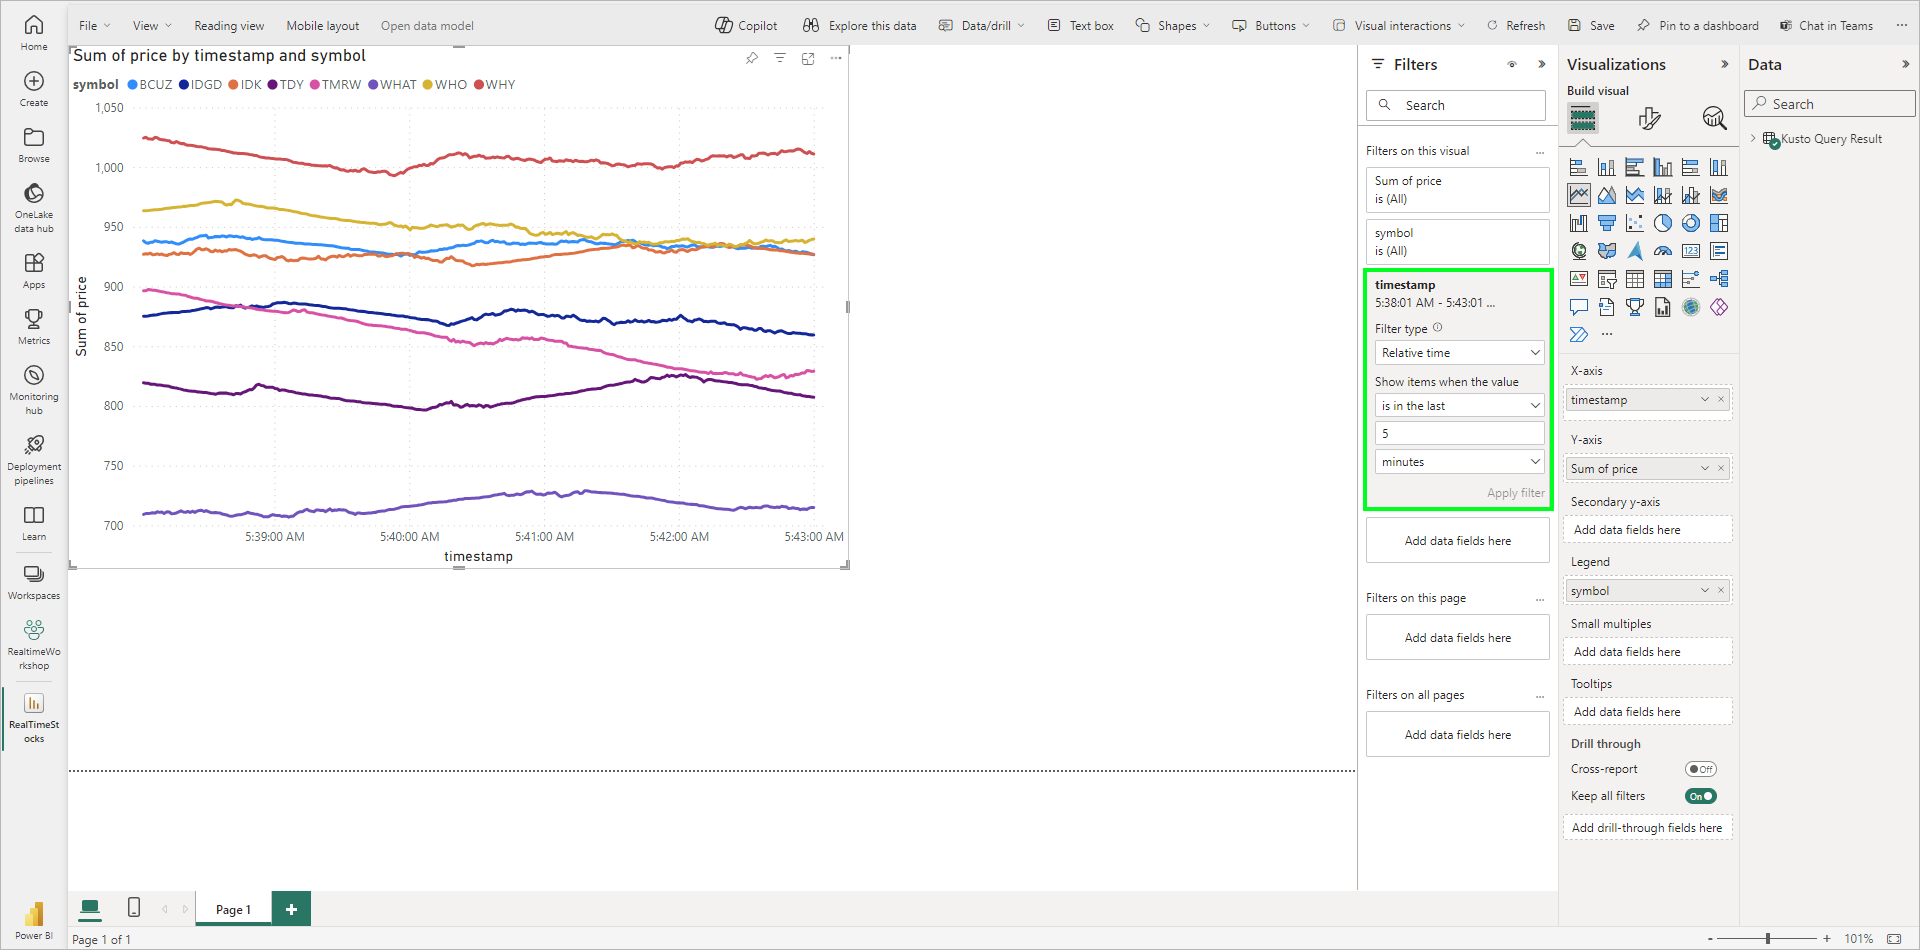 File
View
Reading view
Mobile layout
Open data model
Copilot
Explore this data
Data/drill
Text box
Shapes
Buttons
Visual interactions
Refresh
Save
Pin to a dashboard
Chat in Teams
...
Home
Create
Browse
OneLake
data hub
Apps
Metrics
Monitoring
hub
Deployment
pipelines
Learn
Workspaces
RealtimeWo
rkshop
RealTimeSt
ocks
Power BI
Sum of price by timestamp and symbol
symbol BCUZ IDGD IDK TDY TMRW WHAT WHO WHY
Sum of price
1,050
1,000
950
900
850
800
750
700
5:39:00 AM 5:40:00 AM 5:41:00 AM 5:42:00 AM 5:43:00 AM
timestamp
Filters
Search
Filters on this visual
...
Sum of price
is (All)
symbol
is (All)
timestamp
5:38:01 AM - 5:43:01 ...
Filter type
Relative time
Show items when the value
is in the last
5
minutes
Apply filter
Add data fields here
Filters on this page
...
Add data fields here
Filters on all pages
...
Add data fields here
Visualizations
Build visual
123
...
X-axis
timestamp
Y-axis
Sum of price
Secondary y-axis
Add data fields here
Legend
symbol
Small multiples
Add data fields here
Tooltips
Add data fields here
Drill through
Cross-report
Off
Keep all filters
On
Add drill-through fields here
Data
Search
Kusto Query Result
Page 1
+
Page 1 of 1
- + 101%